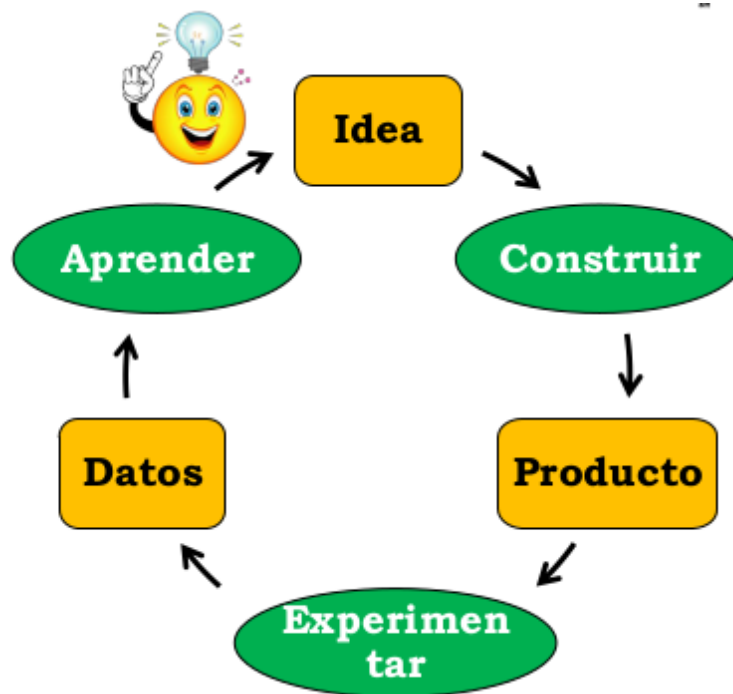 Idea
Construir
Producto
Experimen
tar
Datos
Aprender